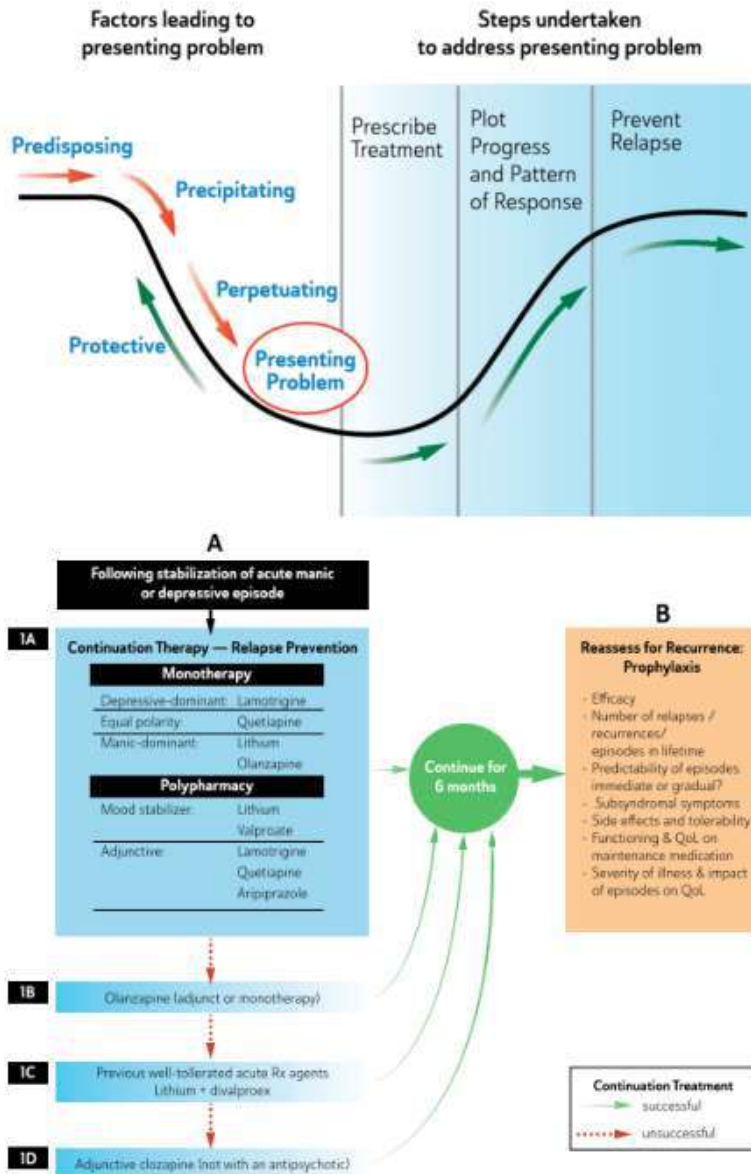 Factors leading to
presenting problem
Steps undertaken
to address presenting problem
Predisposing
Precipitating
Perpetuating
Protective
Presenting
Problem
Prescribe
Treatment
Plot
Progress
and Pattern
of Response
Prevent
Relapse
A
Following stabilization of acute manic
or depressive episode
1A
Continuation Therapy — Relapse Prevention
Monotherapy
Depressive-dominant: Lamotrigine
Equal polarity: Quetiapine
Manic-dominant: Lithium
Olanzapine
Polypharmacy
Mood stabilizer: Lithium
Valproate
Adjunctive: Lamotrigine
Quetiapine
Aripiprazole
1B
Olanzapine (adjunct or monotherapy)
1C
Previous well-tollerated acute Rx agents
Lithium + divalproex
1D
Adjunctive clozapine (not with an antipsychotic)
Continue for
6 months
B
Reassess for Recurrence:
Prophylaxis
- Efficacy
- Number of relapses /
recurrences/
episodes in lifetime
- Predictability of episodes
immediate or gradual?
- Subsyndromal symptoms
- Side effects and tolerability
- Functioning & QoL on
maintenance medication
- Severity of illness & impact
of episodes on QoL
Continuation Treatment
successful
unsuccessful